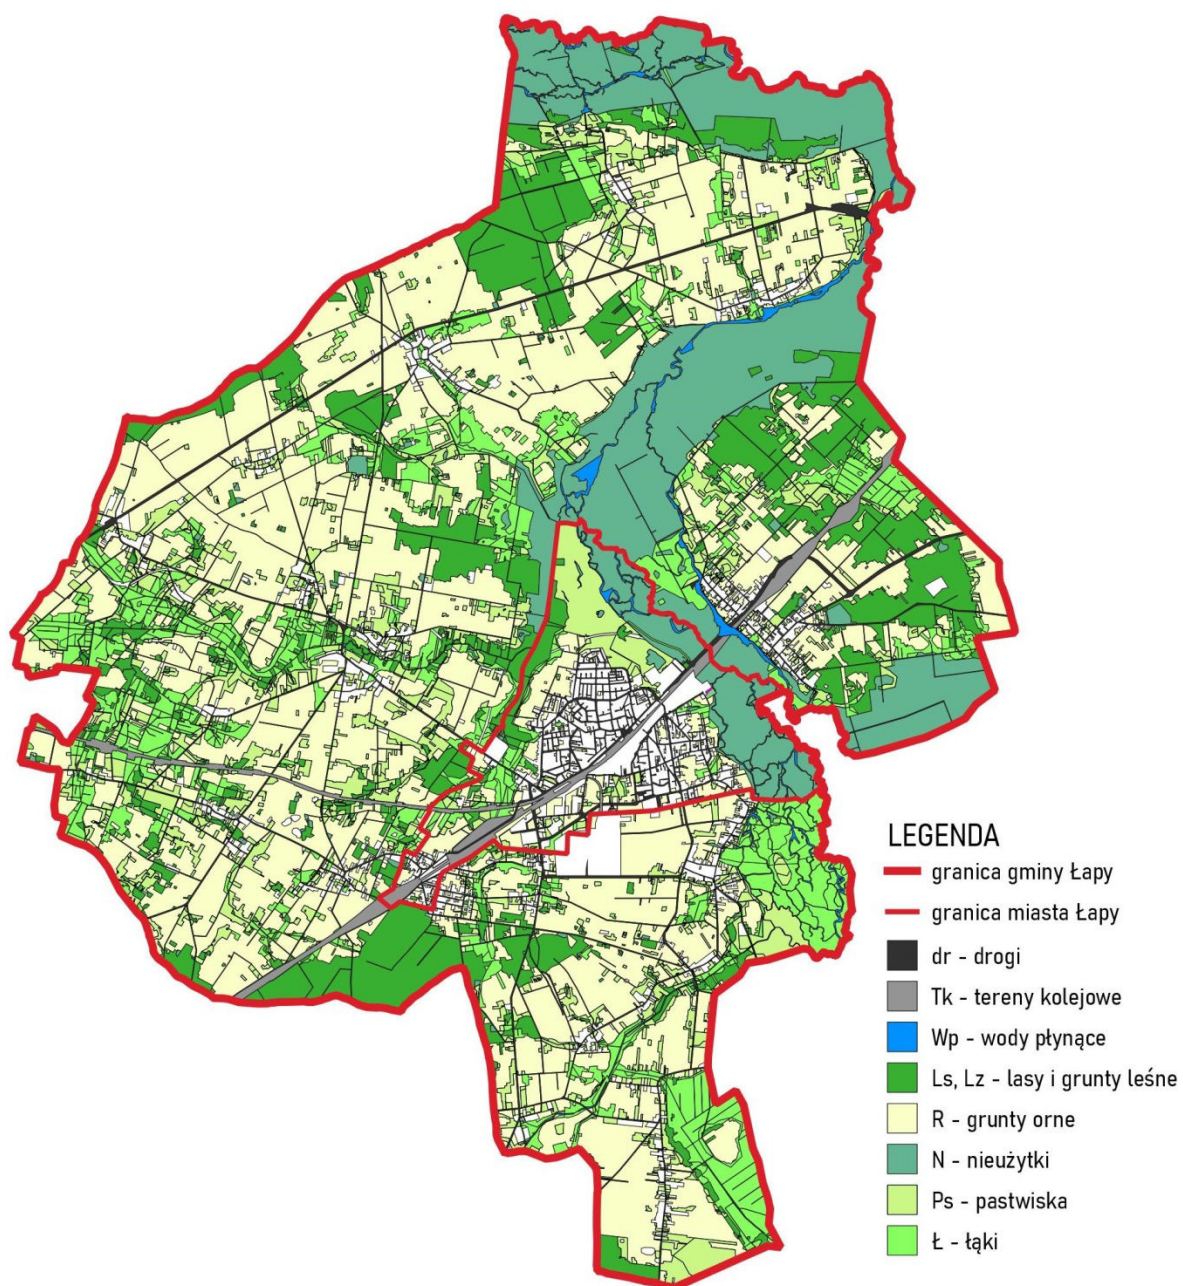 LEGENDA
granica gminy Łapy
granica miasta Łapy
dr - drogi
Tk - tereny kolejowe
Wp - wody płynące
Ls, Lz - lasy i grunty leśne
R - grunty orne
N - nieużytki
Ps - pastwiska
Ł - łąki